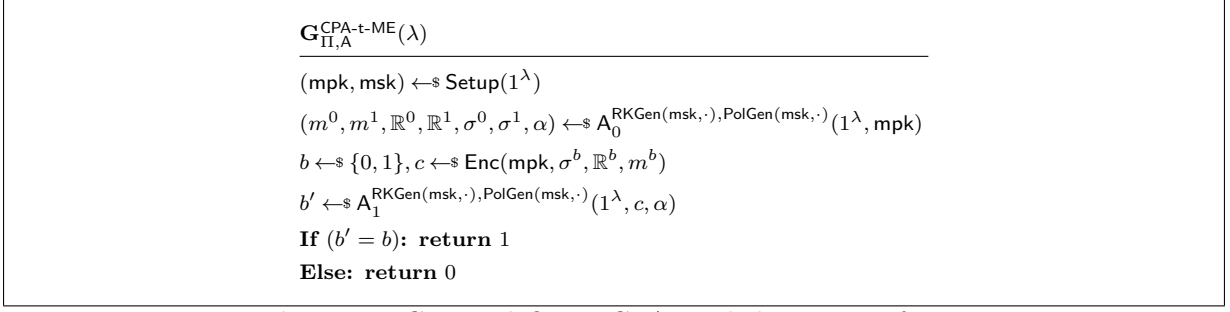 G^{CPA-t-ME}_{Π,A}(λ)
(mpk, msk) ←$ Setup(1^λ)
(m^0, m^1, ℝ^0, ℝ^1, σ^0, σ^1, α) ←$ A_0^{RKGen(msk,·),PolGen(msk,·)}(1^λ, mpk)
b ←$ {0, 1}, c ←$ Enc(mpk, σ^b, ℝ^b, m^b)
b′ ←$ A_1^{RKGen(msk,·),PolGen(msk,·)}(1^λ, c, α)
If (b′ = b): return 1
Else: return 0